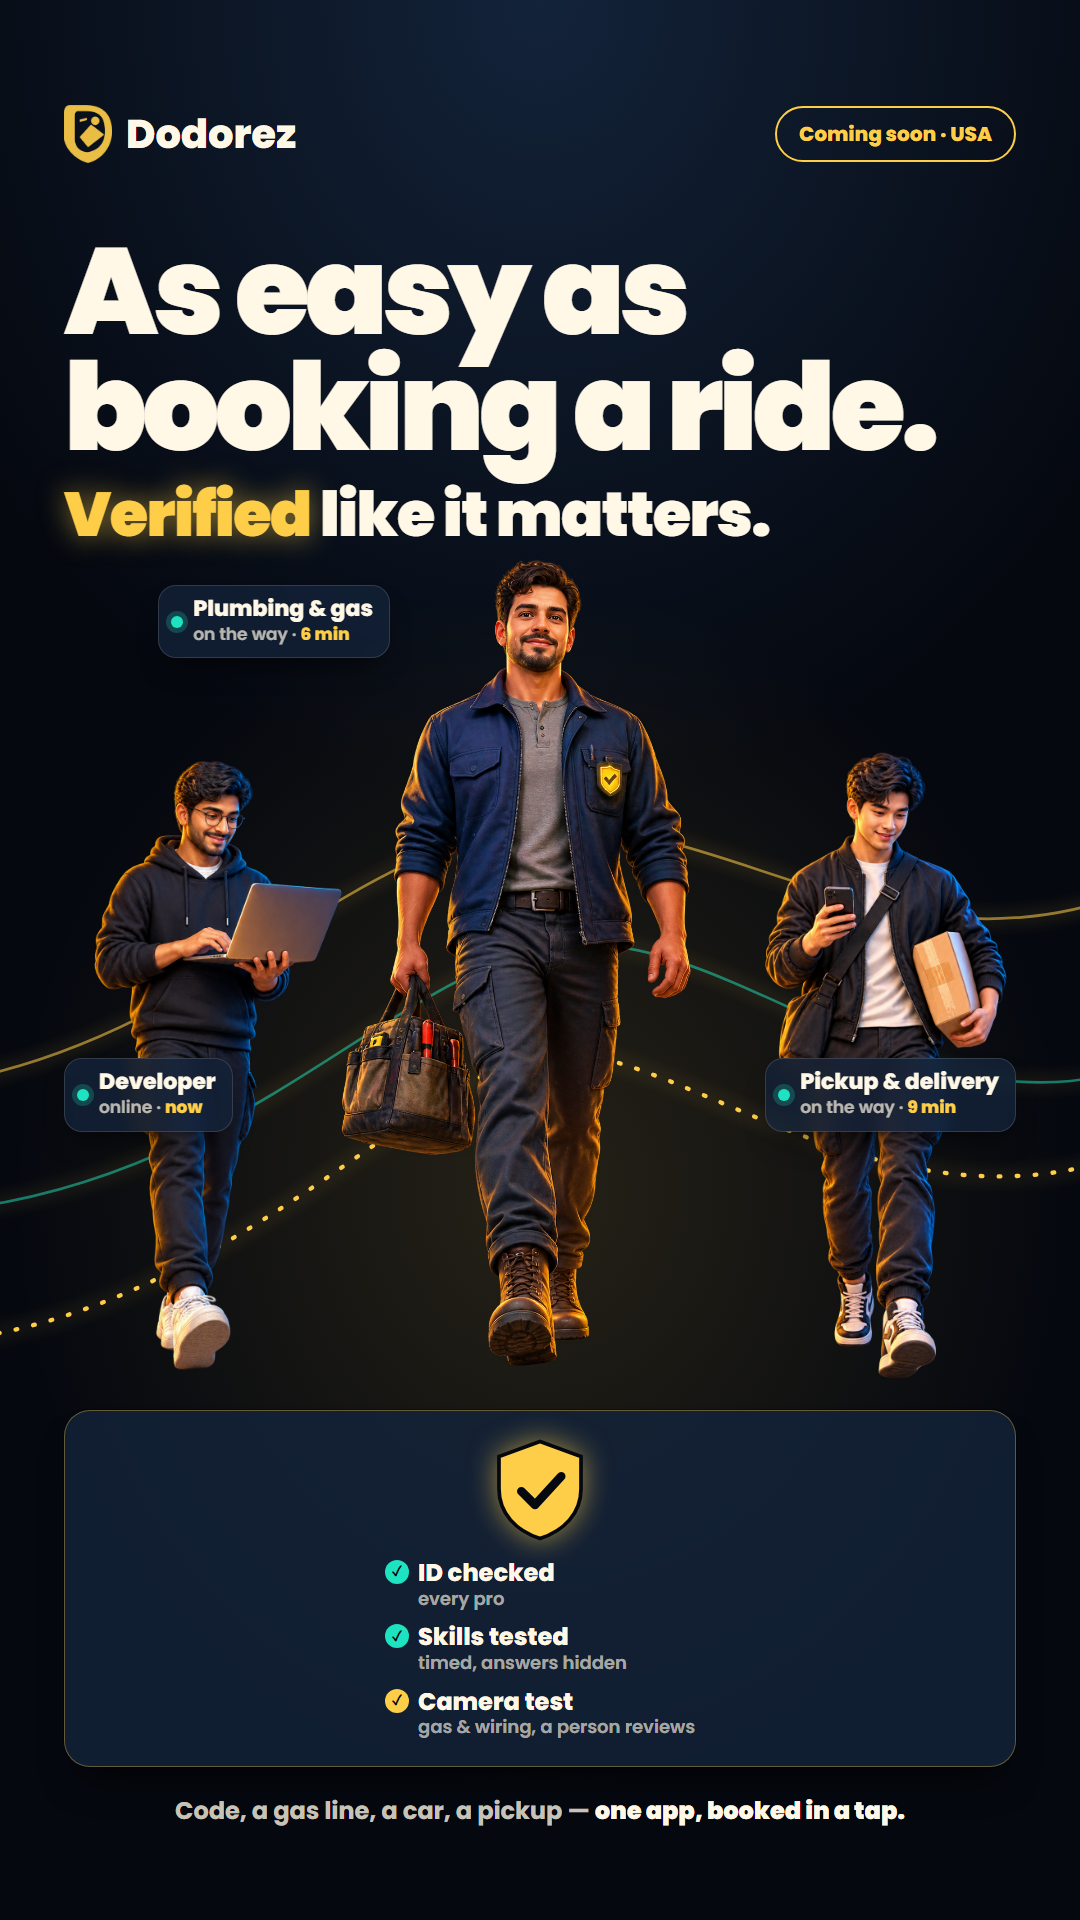 Dodorez
Coming soon · USA
As easy as
booking a ride.
Verified like it matters.
Plumbing & gas
on the way · 6 min
Developer
online · now
Pickup & delivery
on the way · 9 min
ID checked
every pro
Skills tested
timed, answers hidden
Camera test
gas & wiring, a person reviews
Code, a gas line, a car, a pickup — one app, booked in a tap.